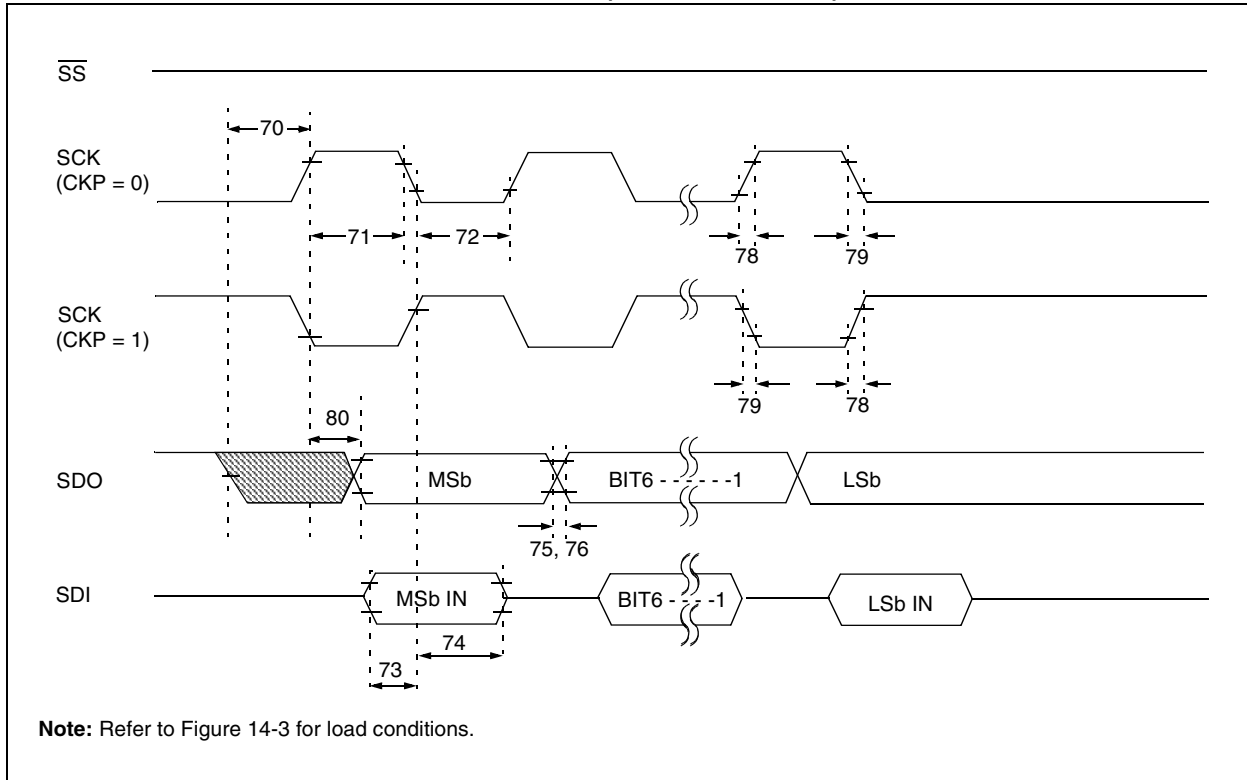 SS
70
SCK
(CKP = 0)
71
72
78
79
SCK
(CKP = 1)
79
78
80
SDO
MSb
BIT6 - - - - - -1
LSb
75, 76
SDI
MSb IN
BIT6 - - - - -1
LSb IN
74
73
Note: Refer to Figure 14-3 for load conditions.